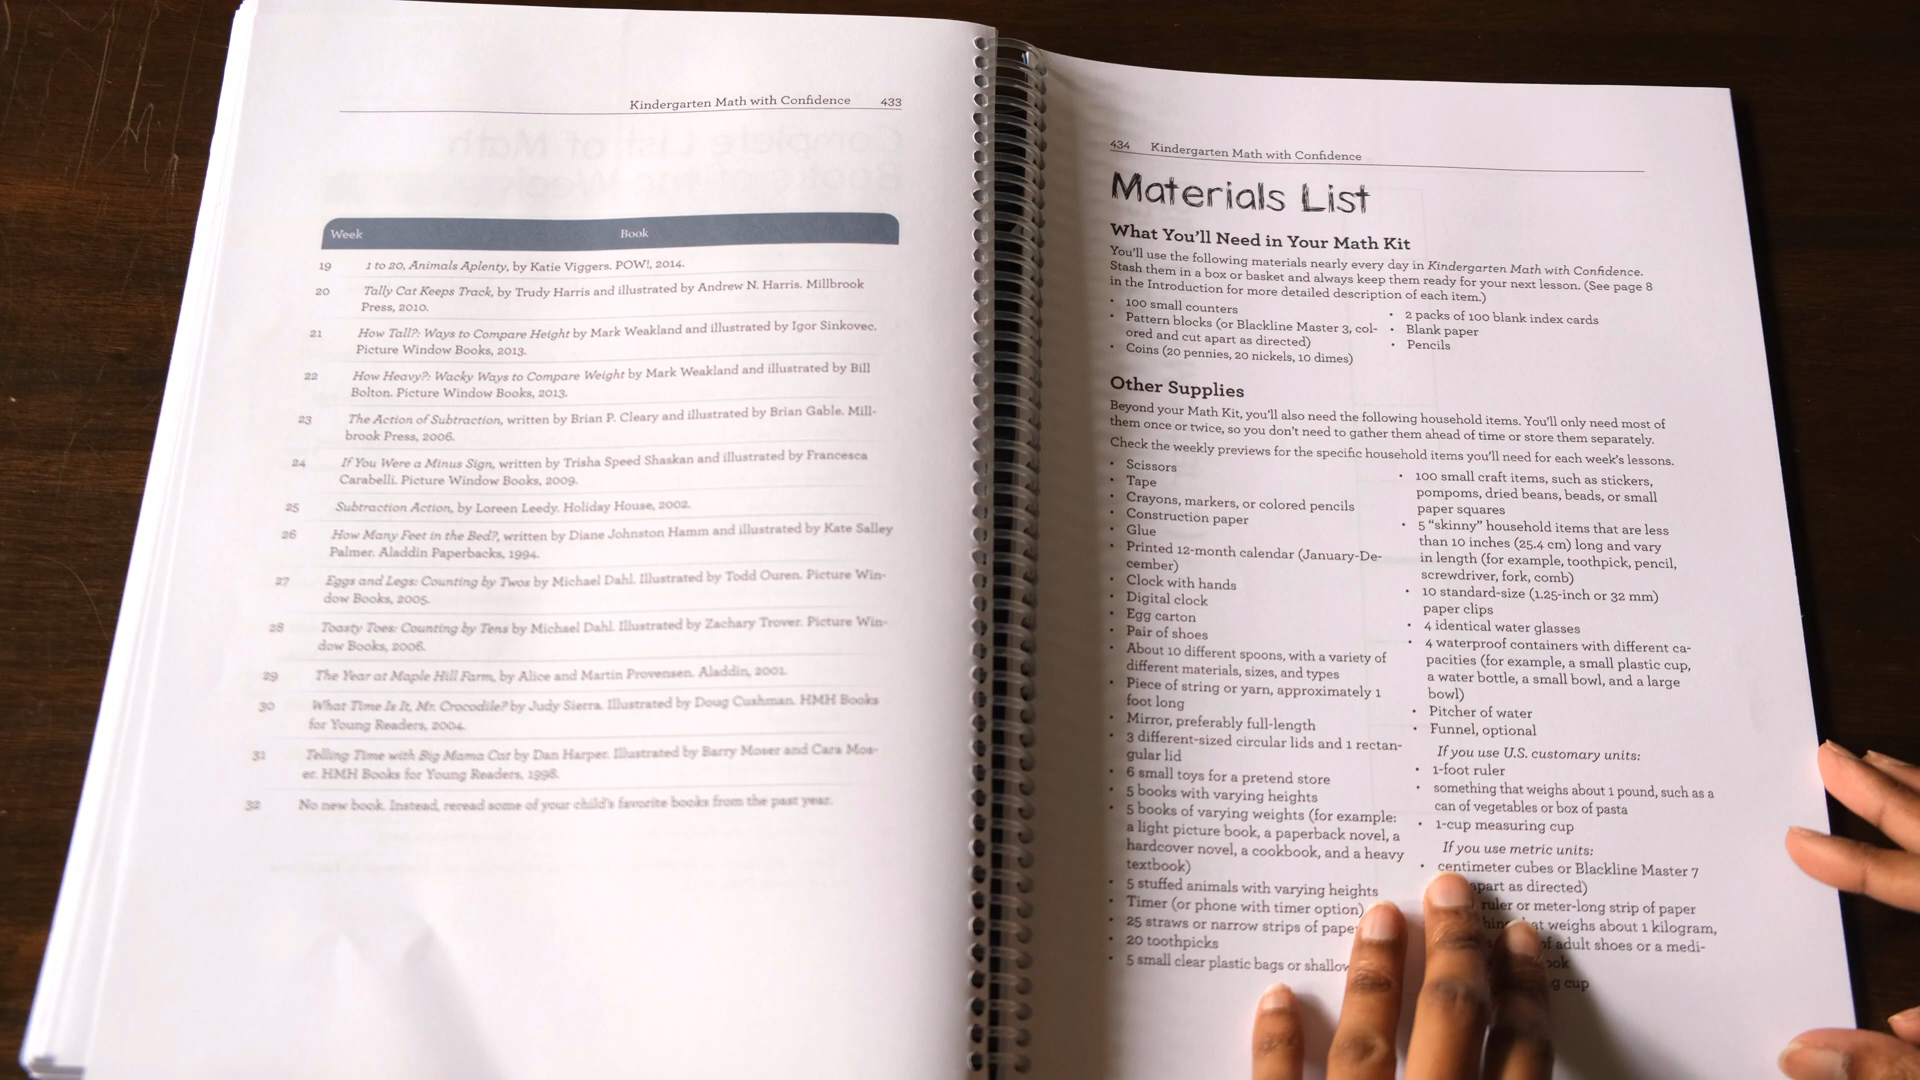 Kindergarten Math with Confidence 433
Week Book
19 1 to 20, Animals Aplenty, by Katie Viggers. POW!, 2014.
20 Tally Cat Keeps Track, by Trudy Harris and illustrated by Andrew N. Harris. Millbrook
Press, 2010.
21 How Tall?: Ways to Compare Height by Mark Weakland and illustrated by Igor Sinkovec.
Picture Window Books, 2013.
22 How Heavy?: Wacky Ways to Compare Weight by Mark Weakland and illustrated by Bill
Bolton. Picture Window Books, 2013.
23 The Action of Subtraction, written by Brian P. Cleary and illustrated by Brian Gable. Mill-
brook Press, 2006.
24 If You Were a Minus Sign, written by Trisha Speed Shaskan and illustrated by Francesca
Carabelli. Picture Window Books, 2009.
25 Subtraction Action, by Loreen Leedy. Holiday House, 2002.
26 How Many Feet in the Bed?, written by Diane Johnston Hamm and illustrated by Kate Salley
Palmer. Aladdin Paperbacks, 1994.
27 Eggs and Legs: Counting by Twos by Michael Dahl. Illustrated by Todd Ouren. Picture Win-
dow Books, 2005.
28 Toasty Toes: Counting by Tens by Michael Dahl. Illustrated by Zachary Trover. Picture Win-
dow Books, 2006.
29 The Year at Maple Hill Farm, by Alice and Martin Provensen. Aladdin, 2001.
30 What Time Is It, Mr. Crocodile? by Judy Sierra. Illustrated by Doug Cushman. HMH Books
for Young Readers, 2004.
31 Telling Time with Big Mama Cat by Dan Harper. Illustrated by Barry Moser and Cara Mos-
er. HMH Books for Young Readers, 1998.
32 No new book. Instead, reread some of your child's favorite books from the past year.
434 Kindergarten Math with Confidence
Materials List
What You'll Need in Your Math Kit
You'll use the following materials nearly every day in Kindergarten Math with Confidence.
Stash them in a box or basket and always keep them ready for your next lesson. (See page 8
in the Introduction for more detailed description of each item.)
• 100 small counters
• Pattern blocks (or Blackline Master 3, col-
ored and cut apart as directed)
• Coins (20 pennies, 20 nickels, 10 dimes)
• 2 packs of 100 blank index cards
• Blank paper
• Pencils
Other Supplies
Beyond your Math Kit, you'll also need the following household items. You'll only need most of
them once or twice, so you don't need to gather them ahead of time or store them separately.
Check the weekly previews for the specific household items you'll need for each week's lessons.
• Scissors
• Tape
• Crayons, markers, or colored pencils
• Construction paper
• Glue
• Printed 12-month calendar (January-De-
cember)
• Clock with hands
• Digital clock
• Egg carton
• Pair of shoes
• About 10 different spoons, with a variety of
different materials, sizes, and types
• Piece of string or yarn, approximately 1
foot long
• Mirror, preferably full-length
• 3 different-sized circular lids and 1 rectan-
gular lid
• 6 small toys for a pretend store
• 5 books with varying heights
• 5 books of varying weights (for example:
a light picture book, a paperback novel, a
hardcover novel, a cookbook, and a heavy
textbook)
• 5 stuffed animals with varying heights
• Timer (or phone with timer option)
• 25 straws or narrow strips of pape
• 20 toothpicks
• 5 small clear plastic bags or shallow
• 100 small craft items, such as stickers,
pompoms, dried beans, beads, or small
paper squares
• 5 "skinny" household items that are less
than 10 inches (25.4 cm) long and vary
in length (for example, toothpick, pencil,
screwdriver, fork, comb)
• 10 standard-size (1.25-inch or 32 mm)
paper clips
• 4 identical water glasses
• 4 waterproof containers with different ca-
pacities (for example, a small plastic cup,
a water bottle, a small bowl, and a large
bowl)
• Pitcher of water
• Funnel, optional
If you use U.S. customary units:
• 1-foot ruler
• something that weighs about 1 pound, such as a
can of vegetables or box of pasta
• 1-cup measuring cup
If you use metric units:
• centimeter cubes or Blackline Master 7
apart as directed)
ruler or meter-long strip of paper
at weighs about 1 kilogram,
of adult shoes or a medi-
ook
g cup